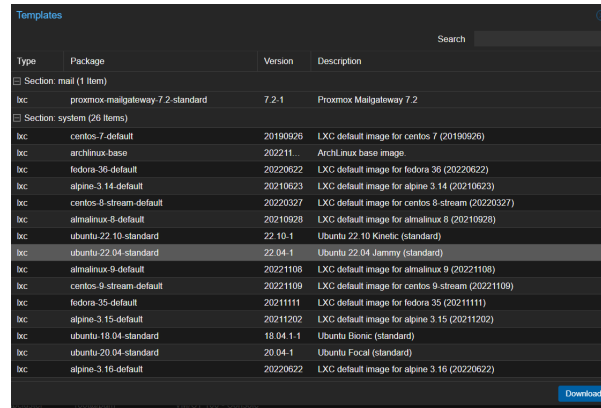 Templates
Search
Type Package Version Description
Section: mail (1 Item)
lxc proxmox-mailgateway-7.2-standard 7.2-1 Proxmox Mailgateway 7.2
Section: system (26 Items)
lxc centos-7-default 20190926 LXC default image for centos 7 (20190926)
lxc archlinux-base 202211... ArchLinux base image.
lxc fedora-36-default 20220622 LXC default image for fedora 36 (20220622)
lxc alpine-3.14-default 20210623 LXC default image for alpine 3.14 (20210623)
lxc centos-8-stream-default 20220327 LXC default image for centos 8-stream (20220327)
lxc almalinux-8-default 20210928 LXC default image for almalinux 8 (20210928)
lxc ubuntu-22.10-standard 22.10-1 Ubuntu 22.10 Kinetic (standard)
lxc ubuntu-22.04-standard 22.04-1 Ubuntu 22.04 Jammy (standard)
lxc almalinux-9-default 20221108 LXC default image for almalinux 9 (20221108)
lxc centos-9-stream-default 20221109 LXC default image for centos 9-stream (20221109)
lxc fedora-35-default 20211111 LXC default image for fedora 35 (20211111)
lxc alpine-3.15-default 20211202 LXC default image for alpine 3.15 (20211202)
lxc ubuntu-18.04-standard 18.04.1-1 Ubuntu Bionic (standard)
lxc ubuntu-20.04-standard 20.04-1 Ubuntu Focal (standard)
lxc alpine-3.16-default 20220622 LXC default image for alpine 3.16 (20220622)
Download